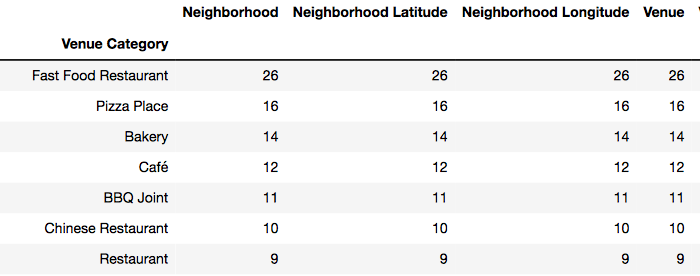 Neighborhood Neighborhood Latitude Neighborhood Longitude Venue
Venue Category
Fast Food Restaurant 26 26 26 26
Pizza Place 16 16 16 16
Bakery 14 14 14 14
Café 12 12 12 12
BBQ Joint 11 11 11 11
Chinese Restaurant 10 10 10 10
Restaurant 9 9 9 9